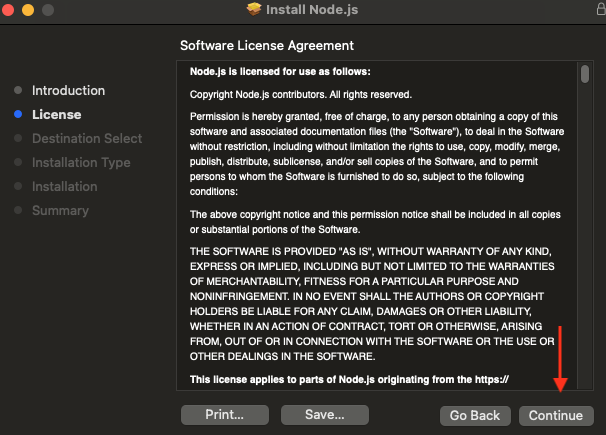 Install Node.js
Software License Agreement
Introduction
License
Destination Select
Installation Type
Installation
Summary
Node.js is licensed for use as follows:
Copyright Node.js contributors. All rights reserved.
Permission is hereby granted, free of charge, to any person obtaining a copy of this
software and associated documentation files (the "Software"), to deal in the Software
without restriction, including without limitation the rights to use, copy, modify, merge,
publish, distribute, sublicense, and/or sell copies of the Software, and to permit
persons to whom the Software is furnished to do so, subject to the following
conditions:
The above copyright notice and this permission notice shall be included in all copies
or substantial portions of the Software.
THE SOFTWARE IS PROVIDED "AS IS", WITHOUT WARRANTY OF ANY KIND,
EXPRESS OR IMPLIED, INCLUDING BUT NOT LIMITED TO THE WARRANTIES
OF MERCHANTABILITY, FITNESS FOR A PARTICULAR PURPOSE AND
NONINFRINGEMENT. IN NO EVENT SHALL THE AUTHORS OR COPYRIGHT
HOLDERS BE LIABLE FOR ANY CLAIM, DAMAGES OR OTHER LIABILITY,
WHETHER IN AN ACTION OF CONTRACT, TORT OR OTHERWISE, ARISING
FROM, OUT OF OR IN CONNECTION WITH THE SOFTWARE OR THE USE OR
OTHER DEALINGS IN THE SOFTWARE.
This license applies to parts of Node.js originating from the https://
Print...
Save...
Go Back
Continue